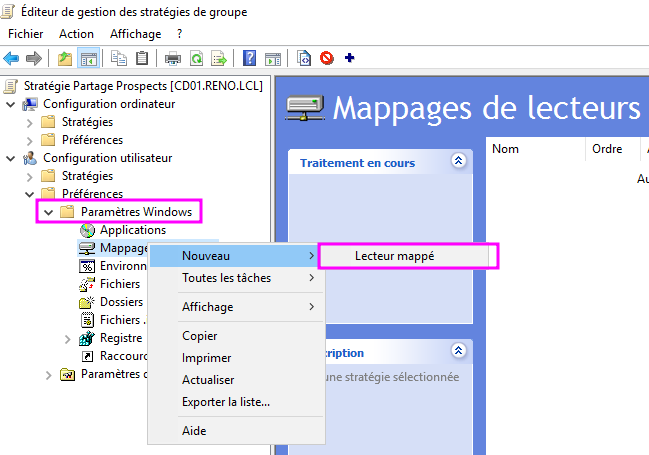 Éditeur de gestion des stratégies de groupe
Fichier Action Affichage ?
Stratégie Partage Prospects [CD01.RENO.LCL]
Configuration ordinateur
Stratégies
Préférences
Configuration utilisateur
Stratégies
Préférences
Paramètres Windows
Applications
Mappage
Environn
Fichiers
Dossiers
Fichiers .
Registre
Raccourc
Paramètres
Nouveau
Toutes les tâches
Affichage
Copier
Imprimer
Actualiser
Exporter la liste...
Aide
Lecteur mappé
Mappages de lecteurs
Traitement en cours
cription
une stratégie sélectionnée
Nom Ordre
Au